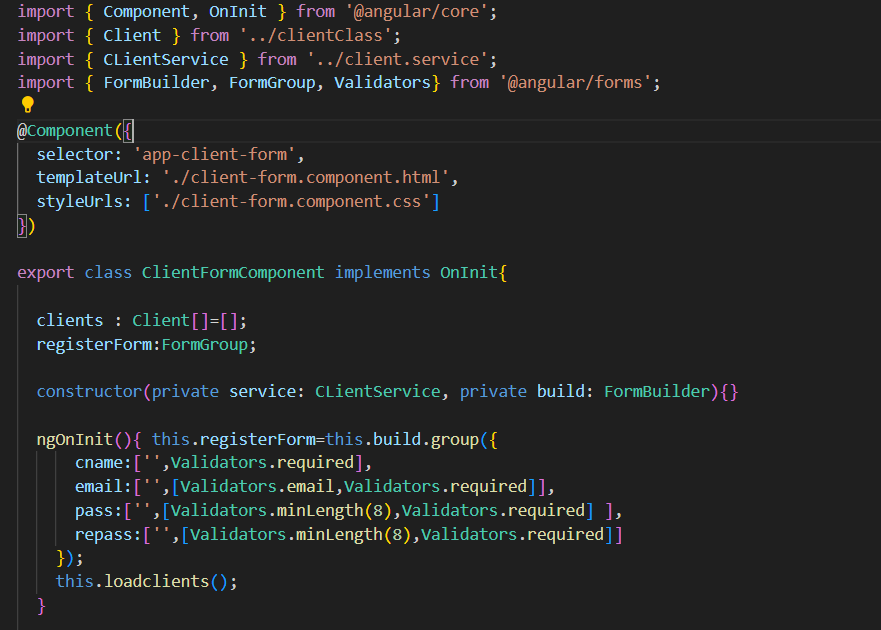 import { Component, OnInit } from '@angular/core';
import { Client } from '../clientClass';
import { CLientService } from '../client.service';
import { FormBuilder, FormGroup, Validators} from '@angular/forms';
@Component({
selector: 'app-client-form',
templateUrl: './client-form.component.html',
styleUrls: ['./client-form.component.css']
})
export class ClientFormComponent implements OnInit{
clients : Client[]=[];
registerForm:FormGroup;
constructor(private service: CLientService, private build: FormBuilder){}
ngOnInit(){ this.registerForm=this.build.group({
cname:['',Validators.required],
email:['',[Validators.email,Validators.required]],
pass:['',[Validators.minLength(8),Validators.required] ],
repass:['',[Validators.minLength(8),Validators.required]]
});
this.loadclients();
}